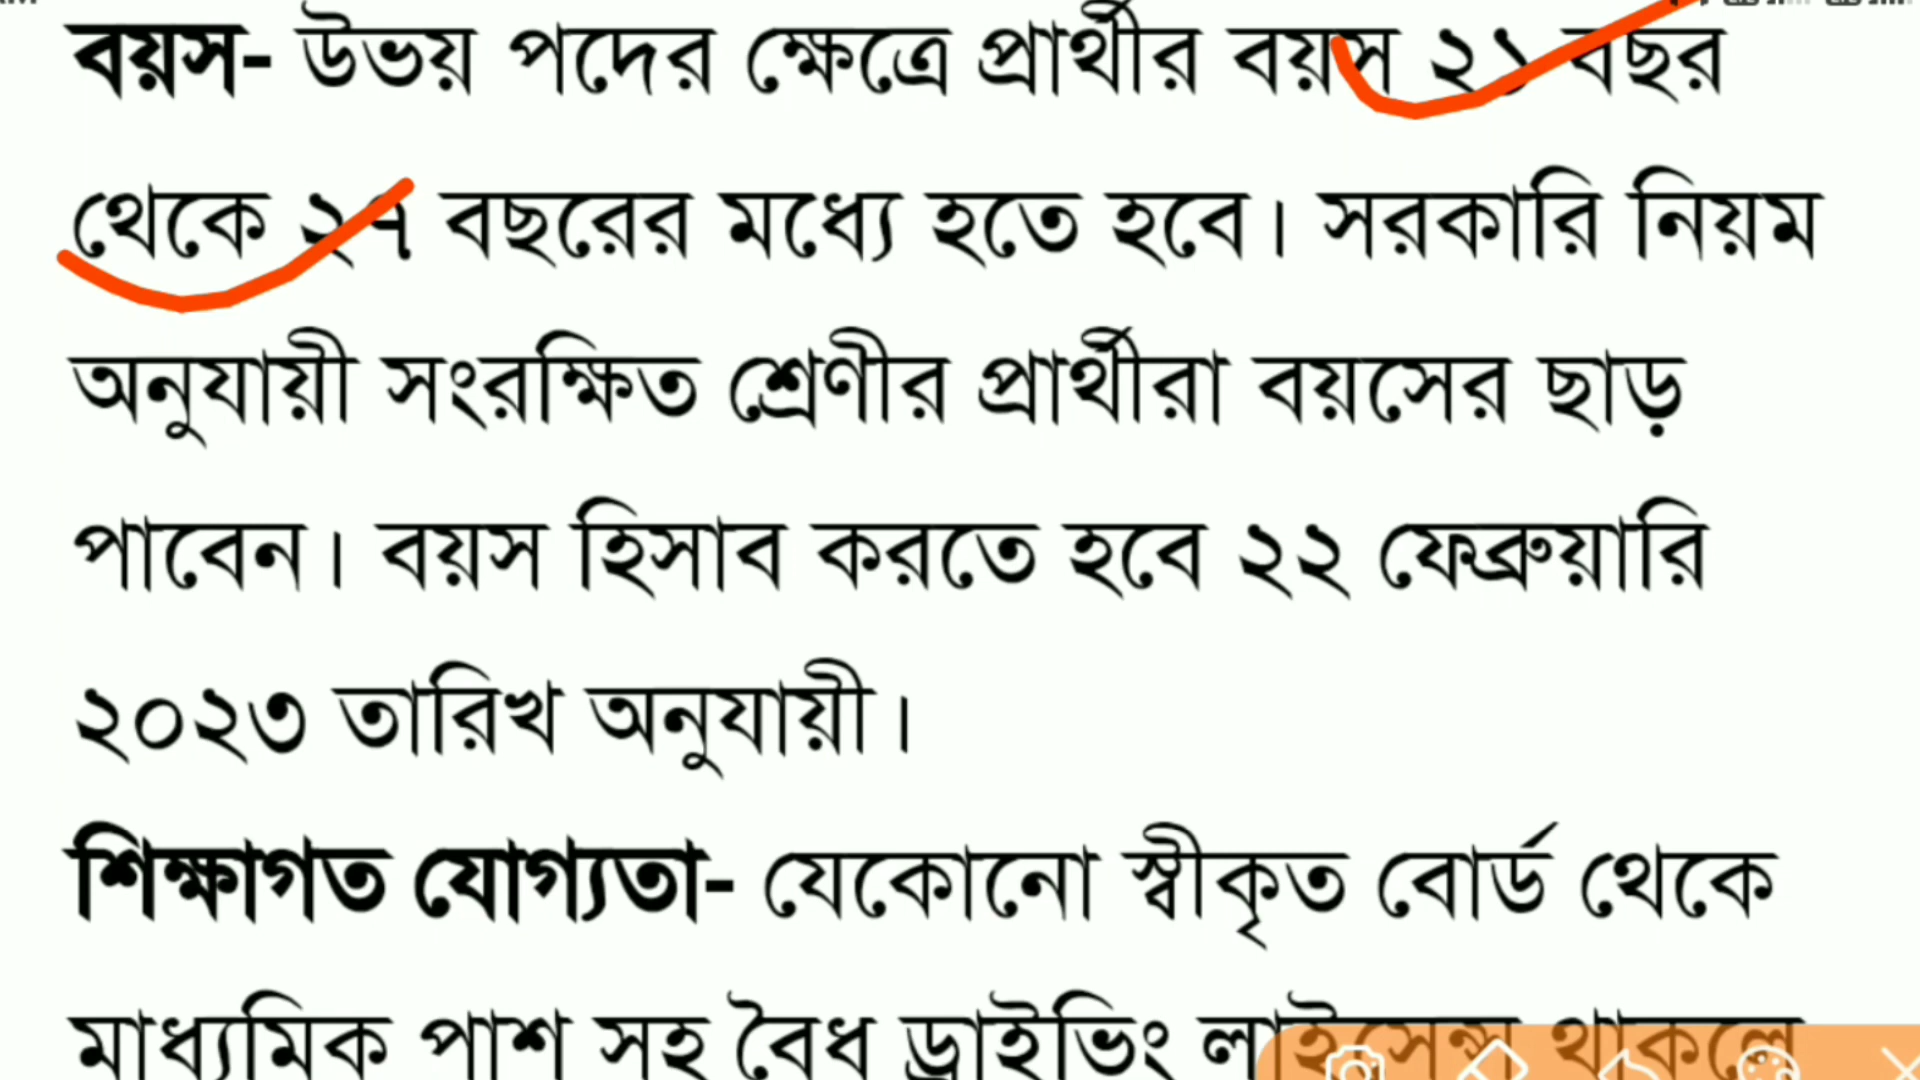 বয়স- উভয় পদের ক্ষেত্রে প্রার্থীর বয়স ২১ বছর
থেকে ২৭ বছরের মধ্যে হতে হবে। সরকারি নিয়ম
অনুযায়ী সংরক্ষিত শ্রেণীর প্রার্থীরা বয়সের ছাড়
পাবেন। বয়স হিসাব করতে হবে ২২ ফেব্রুয়ারি
২০২৩ তারিখ অনুযায়ী।
শিক্ষাগত যোগ্যতা- যেকোনো স্বীকৃত বোর্ড থেকে
মাধ্যমিক পাশ সহ বৈধ ড্রাইভিং লাইসেন্স থাকলে